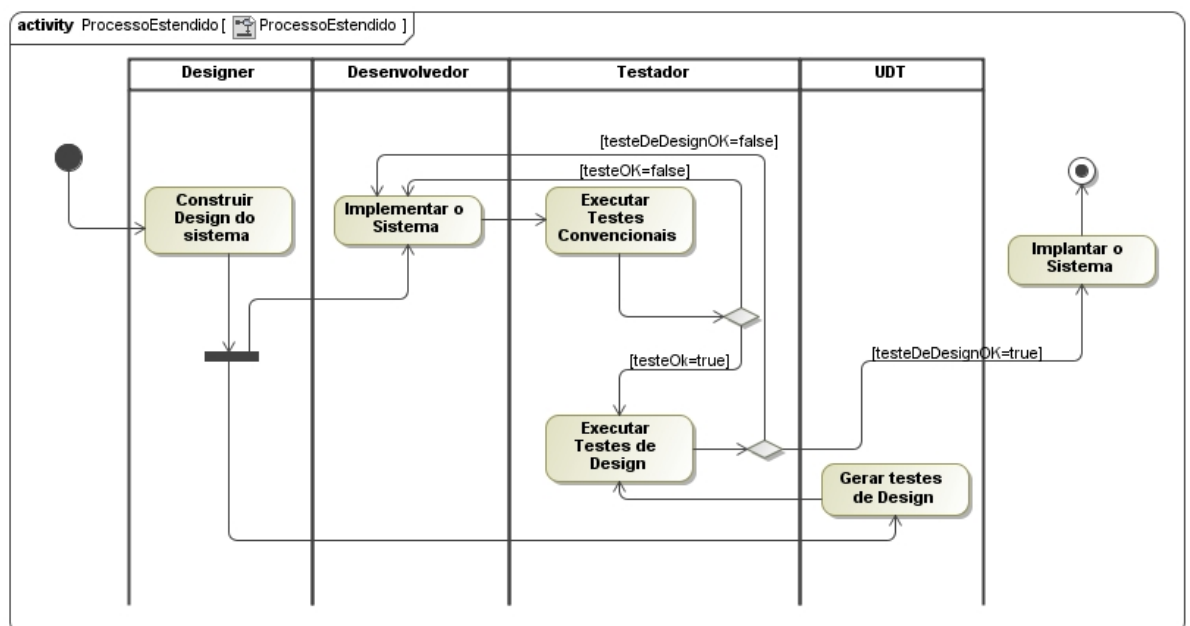 activity ProcessoEstendido [ ProcessoEstendido ]
Designer
Desenvolvedor
Testador
UDT
[testeDeDesignOK=false]
[testeOK=false]
Construir
Design do
sistema
Implementar o
Sistema
Executar
Testes
Convencionais
Implantar o
Sistema
[testeOk=true]
[testeDeDesignOK=true]
Executar
Testes de
Design
Gerar testes
de Design